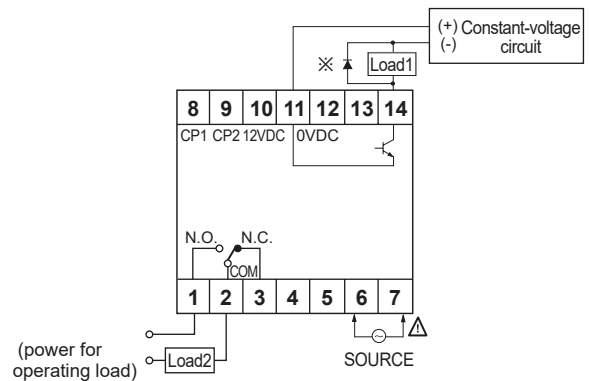 (+) Constant-voltage
(-) circuit
※ Load1
8 9 10 11 12 13 14
CP1 CP2 12VDC 0VDC
N.O. N.C.
COM
1 2 3 4 5 6 7
(power for
operating load)
Load2
SOURCE